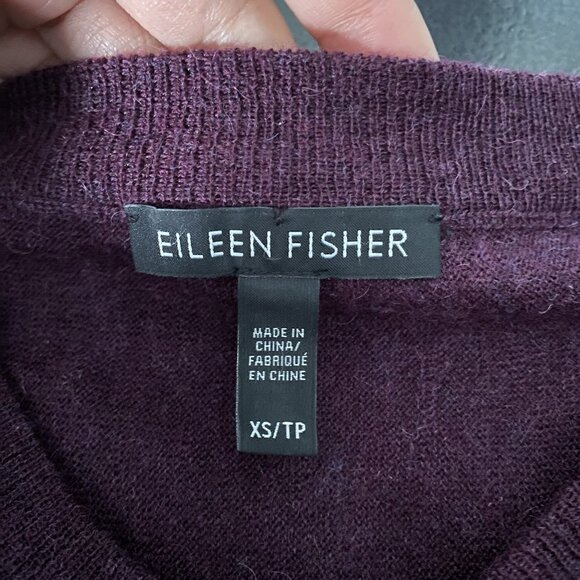 EILEEN FISHER
MADE IN
CHINA/
FABRIQUÉ
EN CHINE
XS/TP